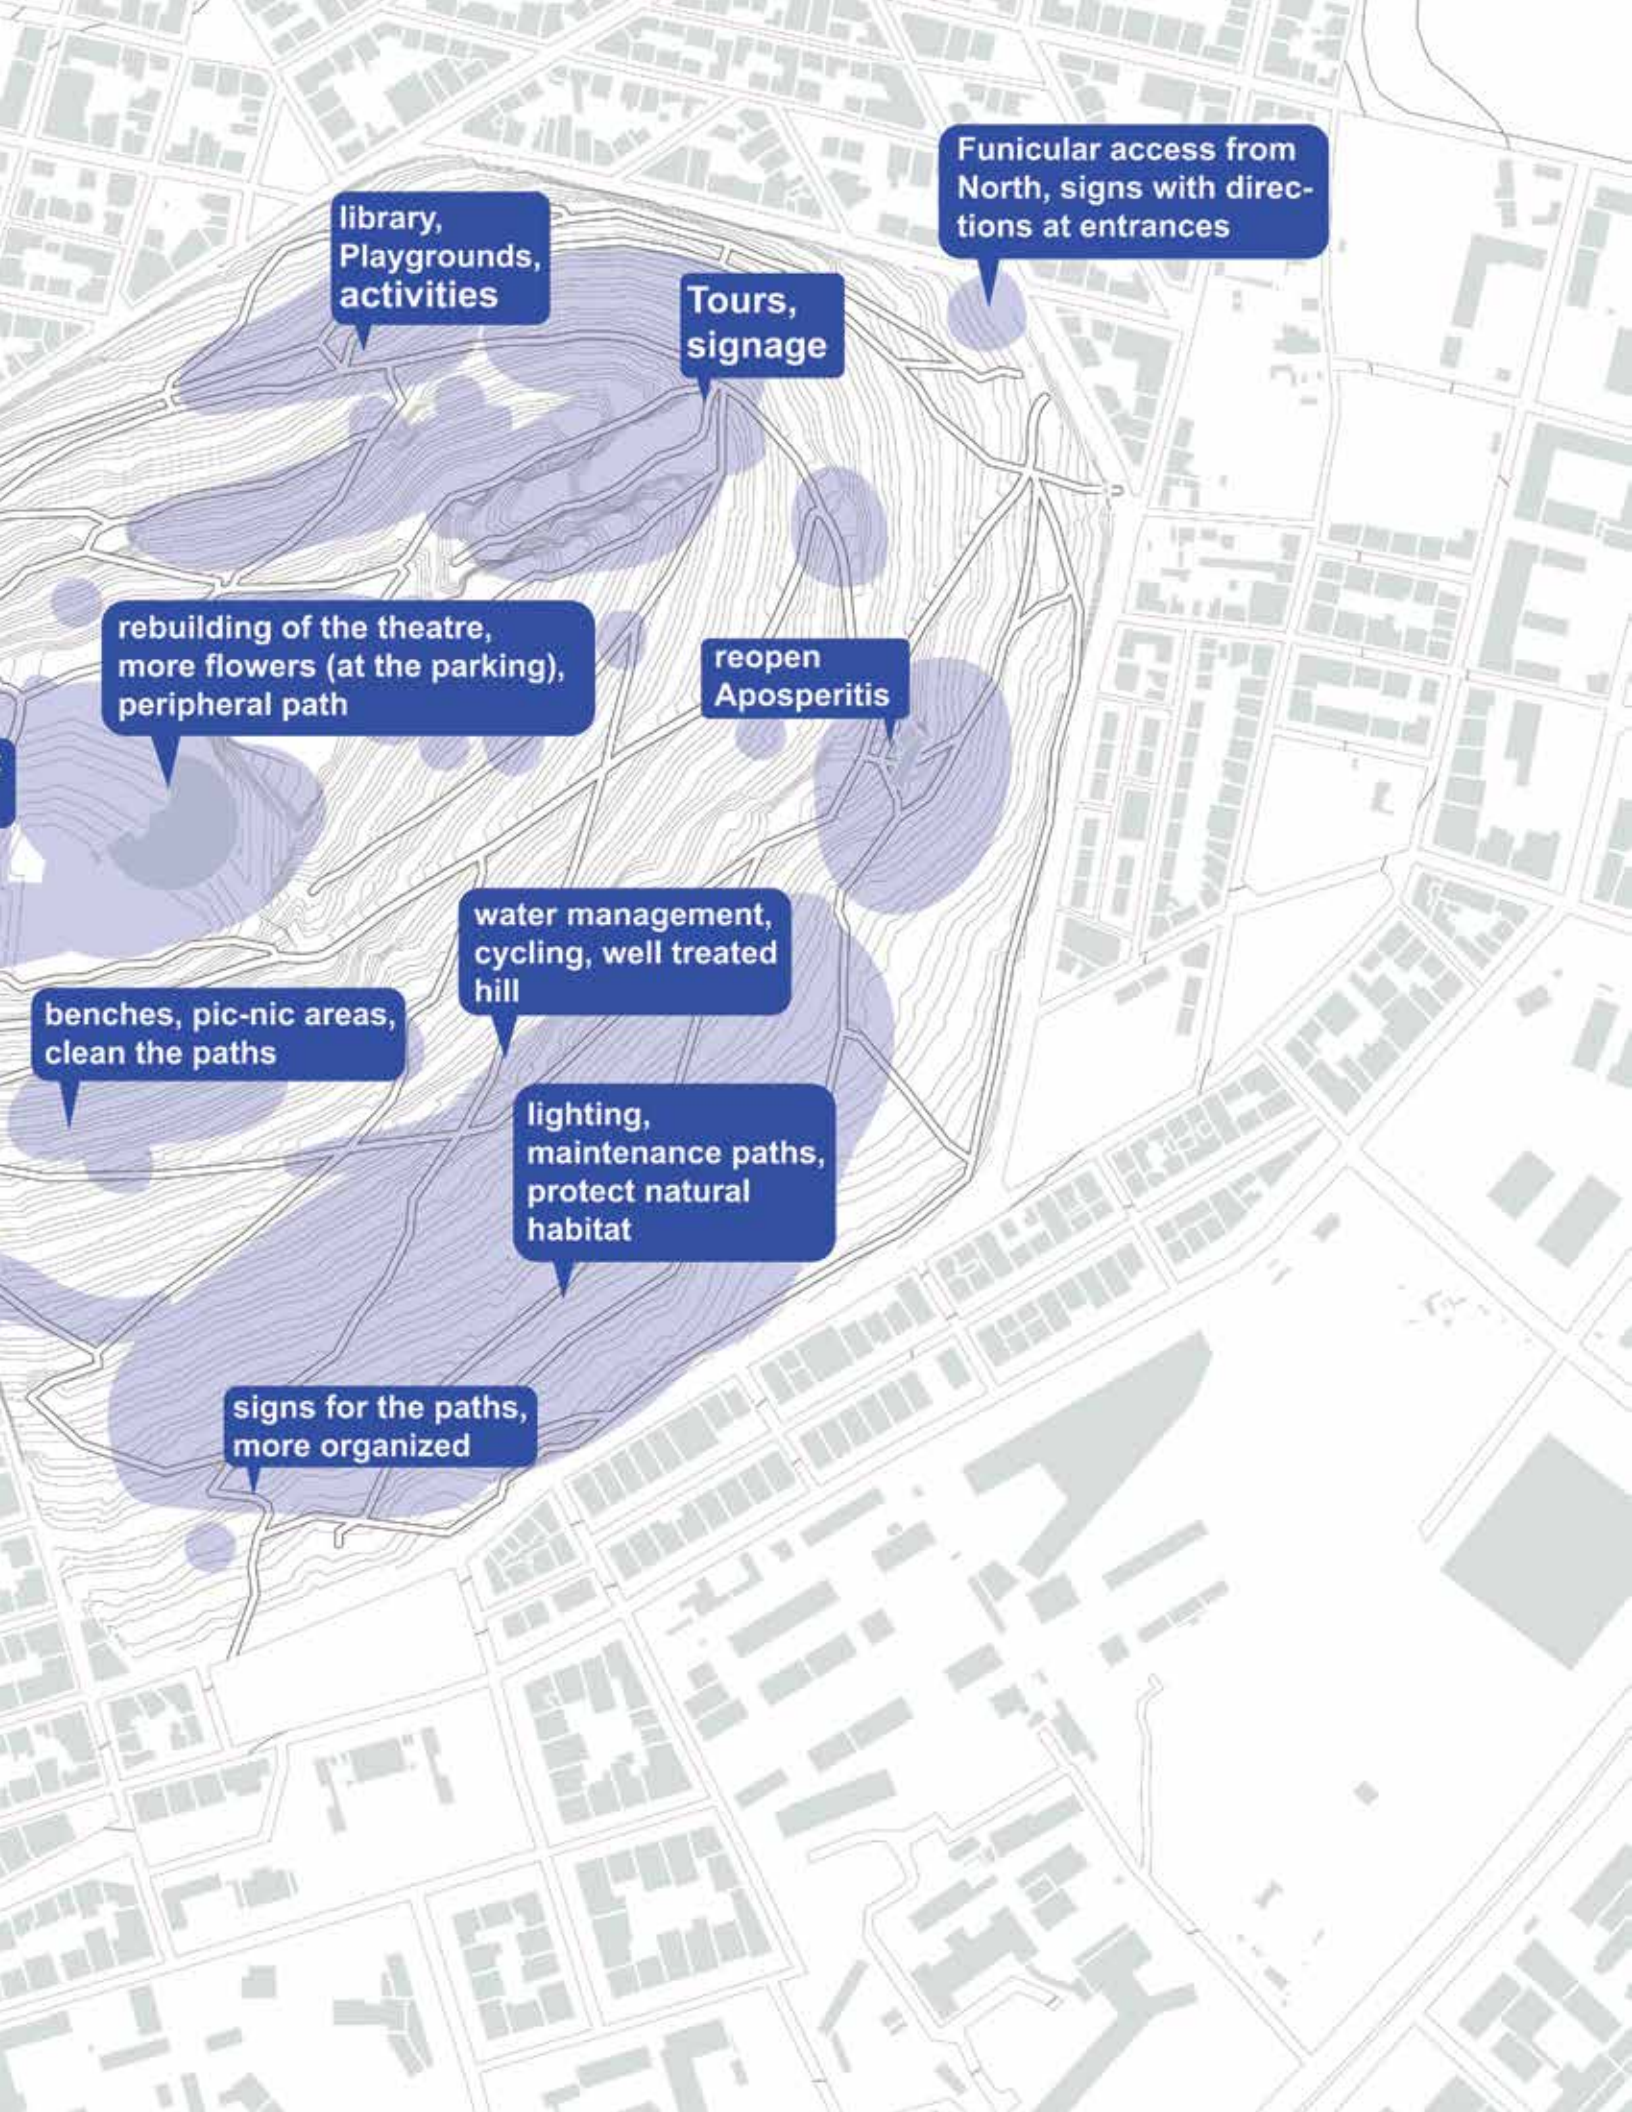 Funicular access from
North, signs with direc-
tions at entrances
library,
Playgrounds,
activities
Tours,
signage
rebuilding of the theatre,
more flowers (at the parking),
peripheral path
reopen
Aposperitis
water management,
cycling, well treated
hill
benches, pic-nic areas,
clean the paths
lighting,
maintenance paths,
protect natural
habitat
signs for the paths,
more organized